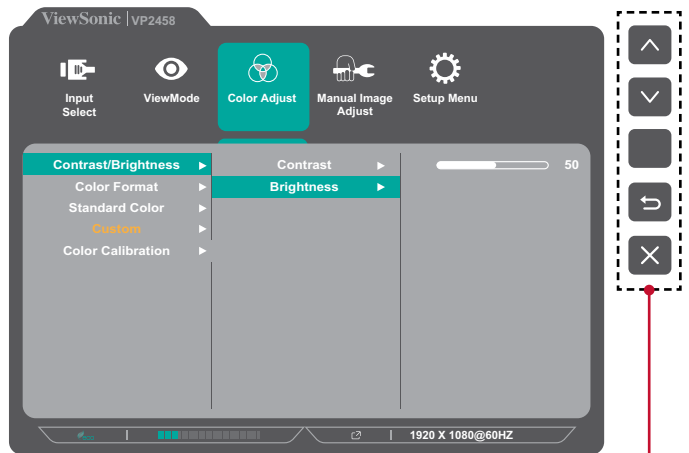 ViewSonic | VP2458
Input
Select
ViewMode
Color Adjust
Manual Image
Adjust
Setup Menu
Contrast/Brightness
Contrast
50
Color Format
Brightness
Standard Color
Custom
Color Calibration
eco
1920 X 1080@60HZ